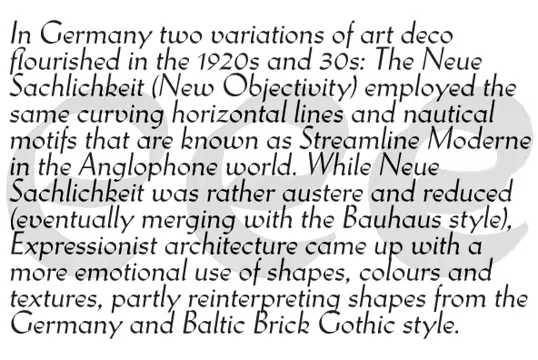 In Germany two variations of art deco
flourished in the 1920s and 30s: The Neue
Sachlichkeit (New Objectivity) employed the
same curving horizontal lines and nautical
motifs that are known as Streamline Moderne
in the Anglophone world. While Neue
Sachlichkeit was rather austere and reduced
(eventually merging with the Bauhaus style),
Expressionist architecture came up with a
more emotional use of shapes, colours and
textures, partly reinterpreting shapes from the
Germany and Baltic Brick Gothic style.
cee